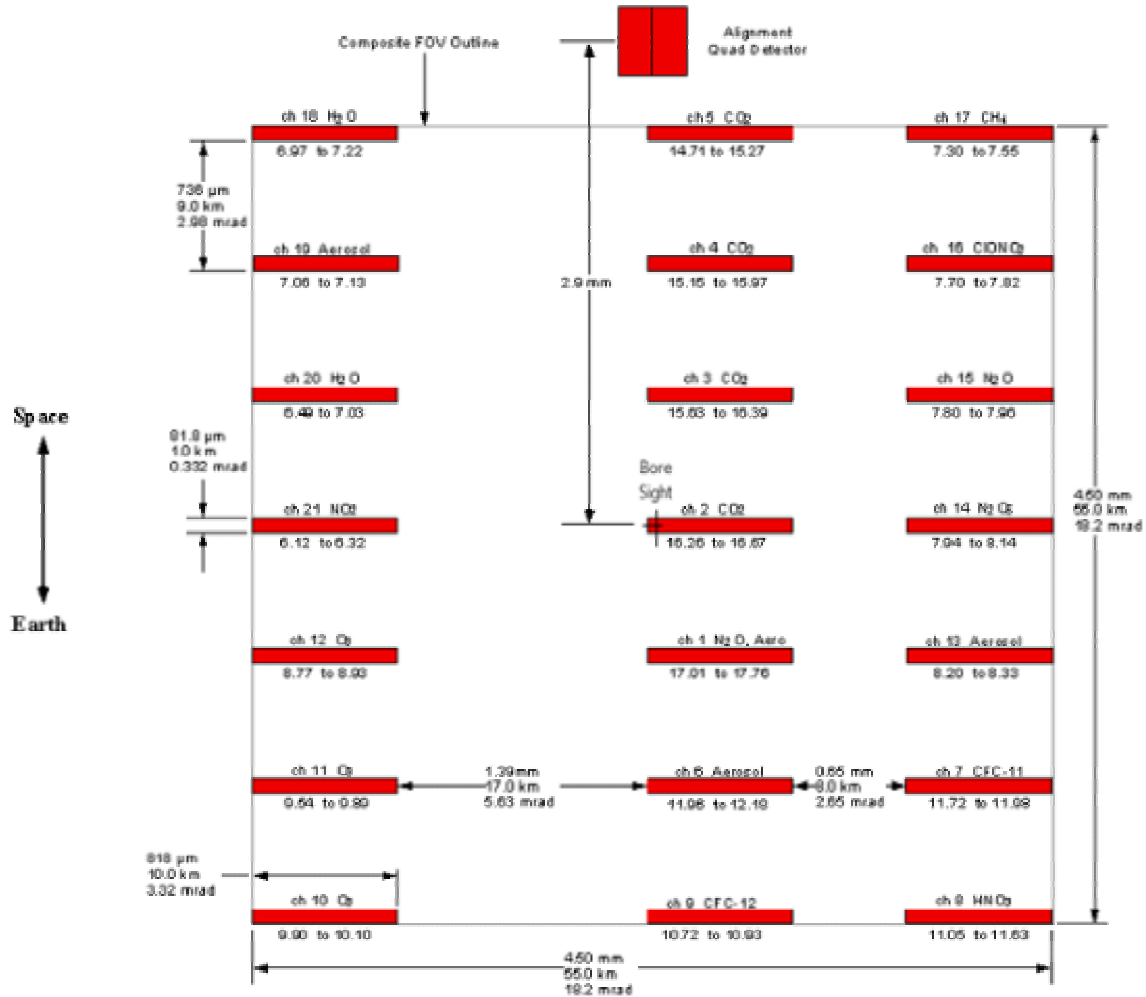 Composite FOV Outline
Alignment
Quad Detector
ch 18 H₂O
6.97 to 7.22
ch 5 CO₂
14.71 to 15.27
ch 17 CH₄
7.30 to 7.55
736 µm
9.0 km
2.98 mrad
ch 19 Aerosol
7.06 to 7.13
ch 4 CO₂
15.15 to 15.97
ch 16 ClONO₂
7.70 to 7.82
2.9 mm
ch 20 H₂O
6.49 to 7.03
ch 3 CO₂
15.63 to 16.39
ch 15 N₂O
7.80 to 7.96
Space
Earth
81.8 µm
1.0 km
0.332 mrad
Bore
Sight
ch 21 NO₂
6.12 to 6.32
ch 2 CO₂
16.26 to 16.67
ch 14 N₂O₅
7.94 to 8.14
4.50 mm
55.0 km
18.2 mrad
ch 12 O₃
8.77 to 8.93
ch 1 N₂O, Aero
17.01 to 17.76
ch 13 Aerosol
8.20 to 8.33
ch 11 O₃
9.54 to 9.89
1.39mm
17.0 km
5.63 mrad
ch 6 Aerosol
11.96 to 12.19
0.65 mm
8.0 km
2.65 mrad
ch 7 CFC-11
11.72 to 11.98
818 µm
10.0 km
3.32 mrad
ch 10 O₃
9.90 to 10.10
ch 9 CFC-12
10.72 to 10.93
ch 8 HNO₃
11.05 to 11.63
4.50 mm
55.0 km
18.2 mrad